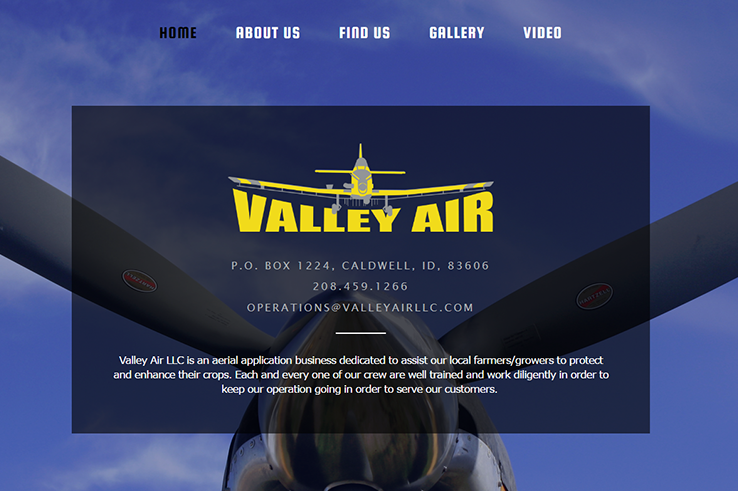 HOME ABOUT US FIND US GALLERY VIDEO
VALLEY AIR
P.O. BOX 1224, CALDWELL, ID, 83606
208.459.1266
OPERATIONS@VALLEYAIRLLC.COM
Valley Air LLC is an aerial application business dedicated to assist our local farmers/growers to protect
and enhance their crops. Each and every one of our crew are well trained and work diligently in order to
keep our operation going in order to serve our customers.